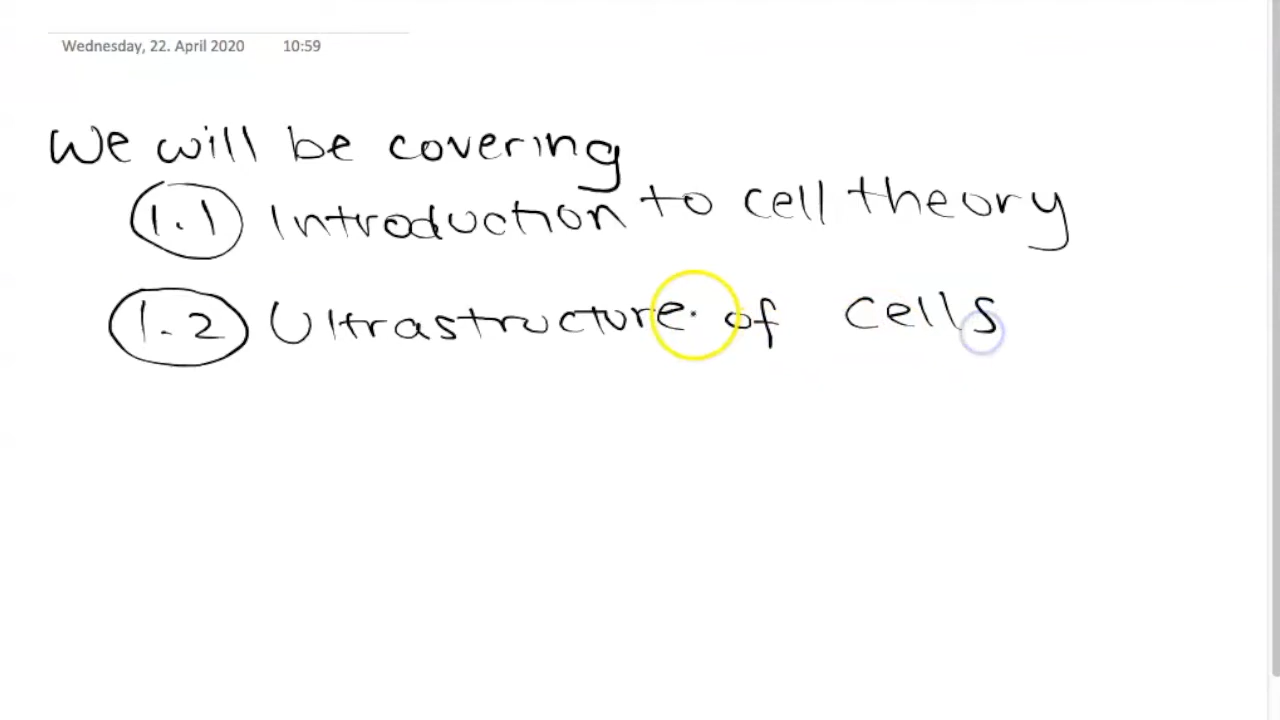 Wednesday, 22. April 2020 10:59
We will be covering
1.1 Introduction to cell theory
1.2 Ultrastructure of cells